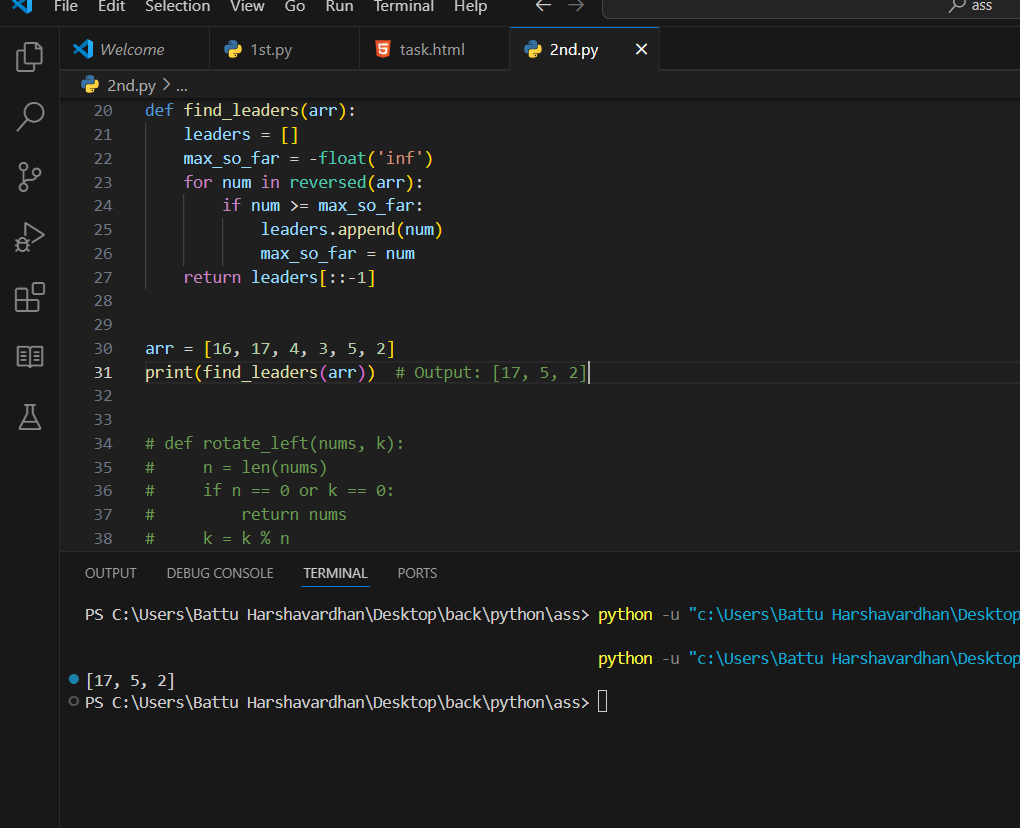 File Edit Selection View Go Run Terminal Help ass
Welcome 1st.py task.html 2nd.py
2nd.py > ...
20 def find_leaders(arr):
21     leaders = []
22     max_so_far = -float('inf')
23     for num in reversed(arr):
24         if num >= max_so_far:
25             leaders.append(num)
26             max_so_far = num
27     return leaders[::-1]
28
29
30 arr = [16, 17, 4, 3, 5, 2]
31 print(find_leaders(arr))  # Output: [17, 5, 2]
32
33
34 # def rotate_left(nums, k):
35 #     n = len(nums)
36 #     if n == 0 or k == 0:
37 #         return nums
38 #     k = k % n
OUTPUT DEBUG CONSOLE TERMINAL PORTS
PS C:\Users\Battu Harshavardhan\Desktop\back\python\ass> python -u "c:\Users\Battu Harshavardhan\Desktop
python -u "c:\Users\Battu Harshavardhan\Desktop
[17, 5, 2]
PS C:\Users\Battu Harshavardhan\Desktop\back\python\ass>